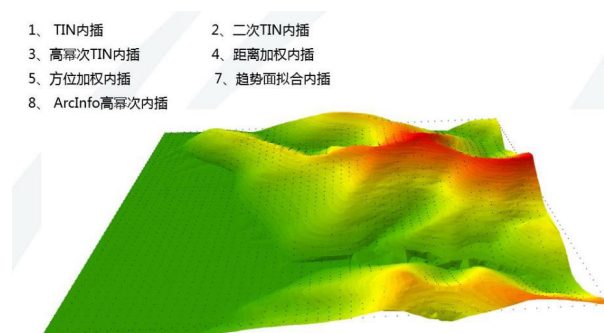 1、 TIN内插 2、二次TIN内插
3、高幂次TIN内插 4、距离加权内插
5、方位加权内插 7、趋势面拟合内插
8、 ArcInfo高幂次内插